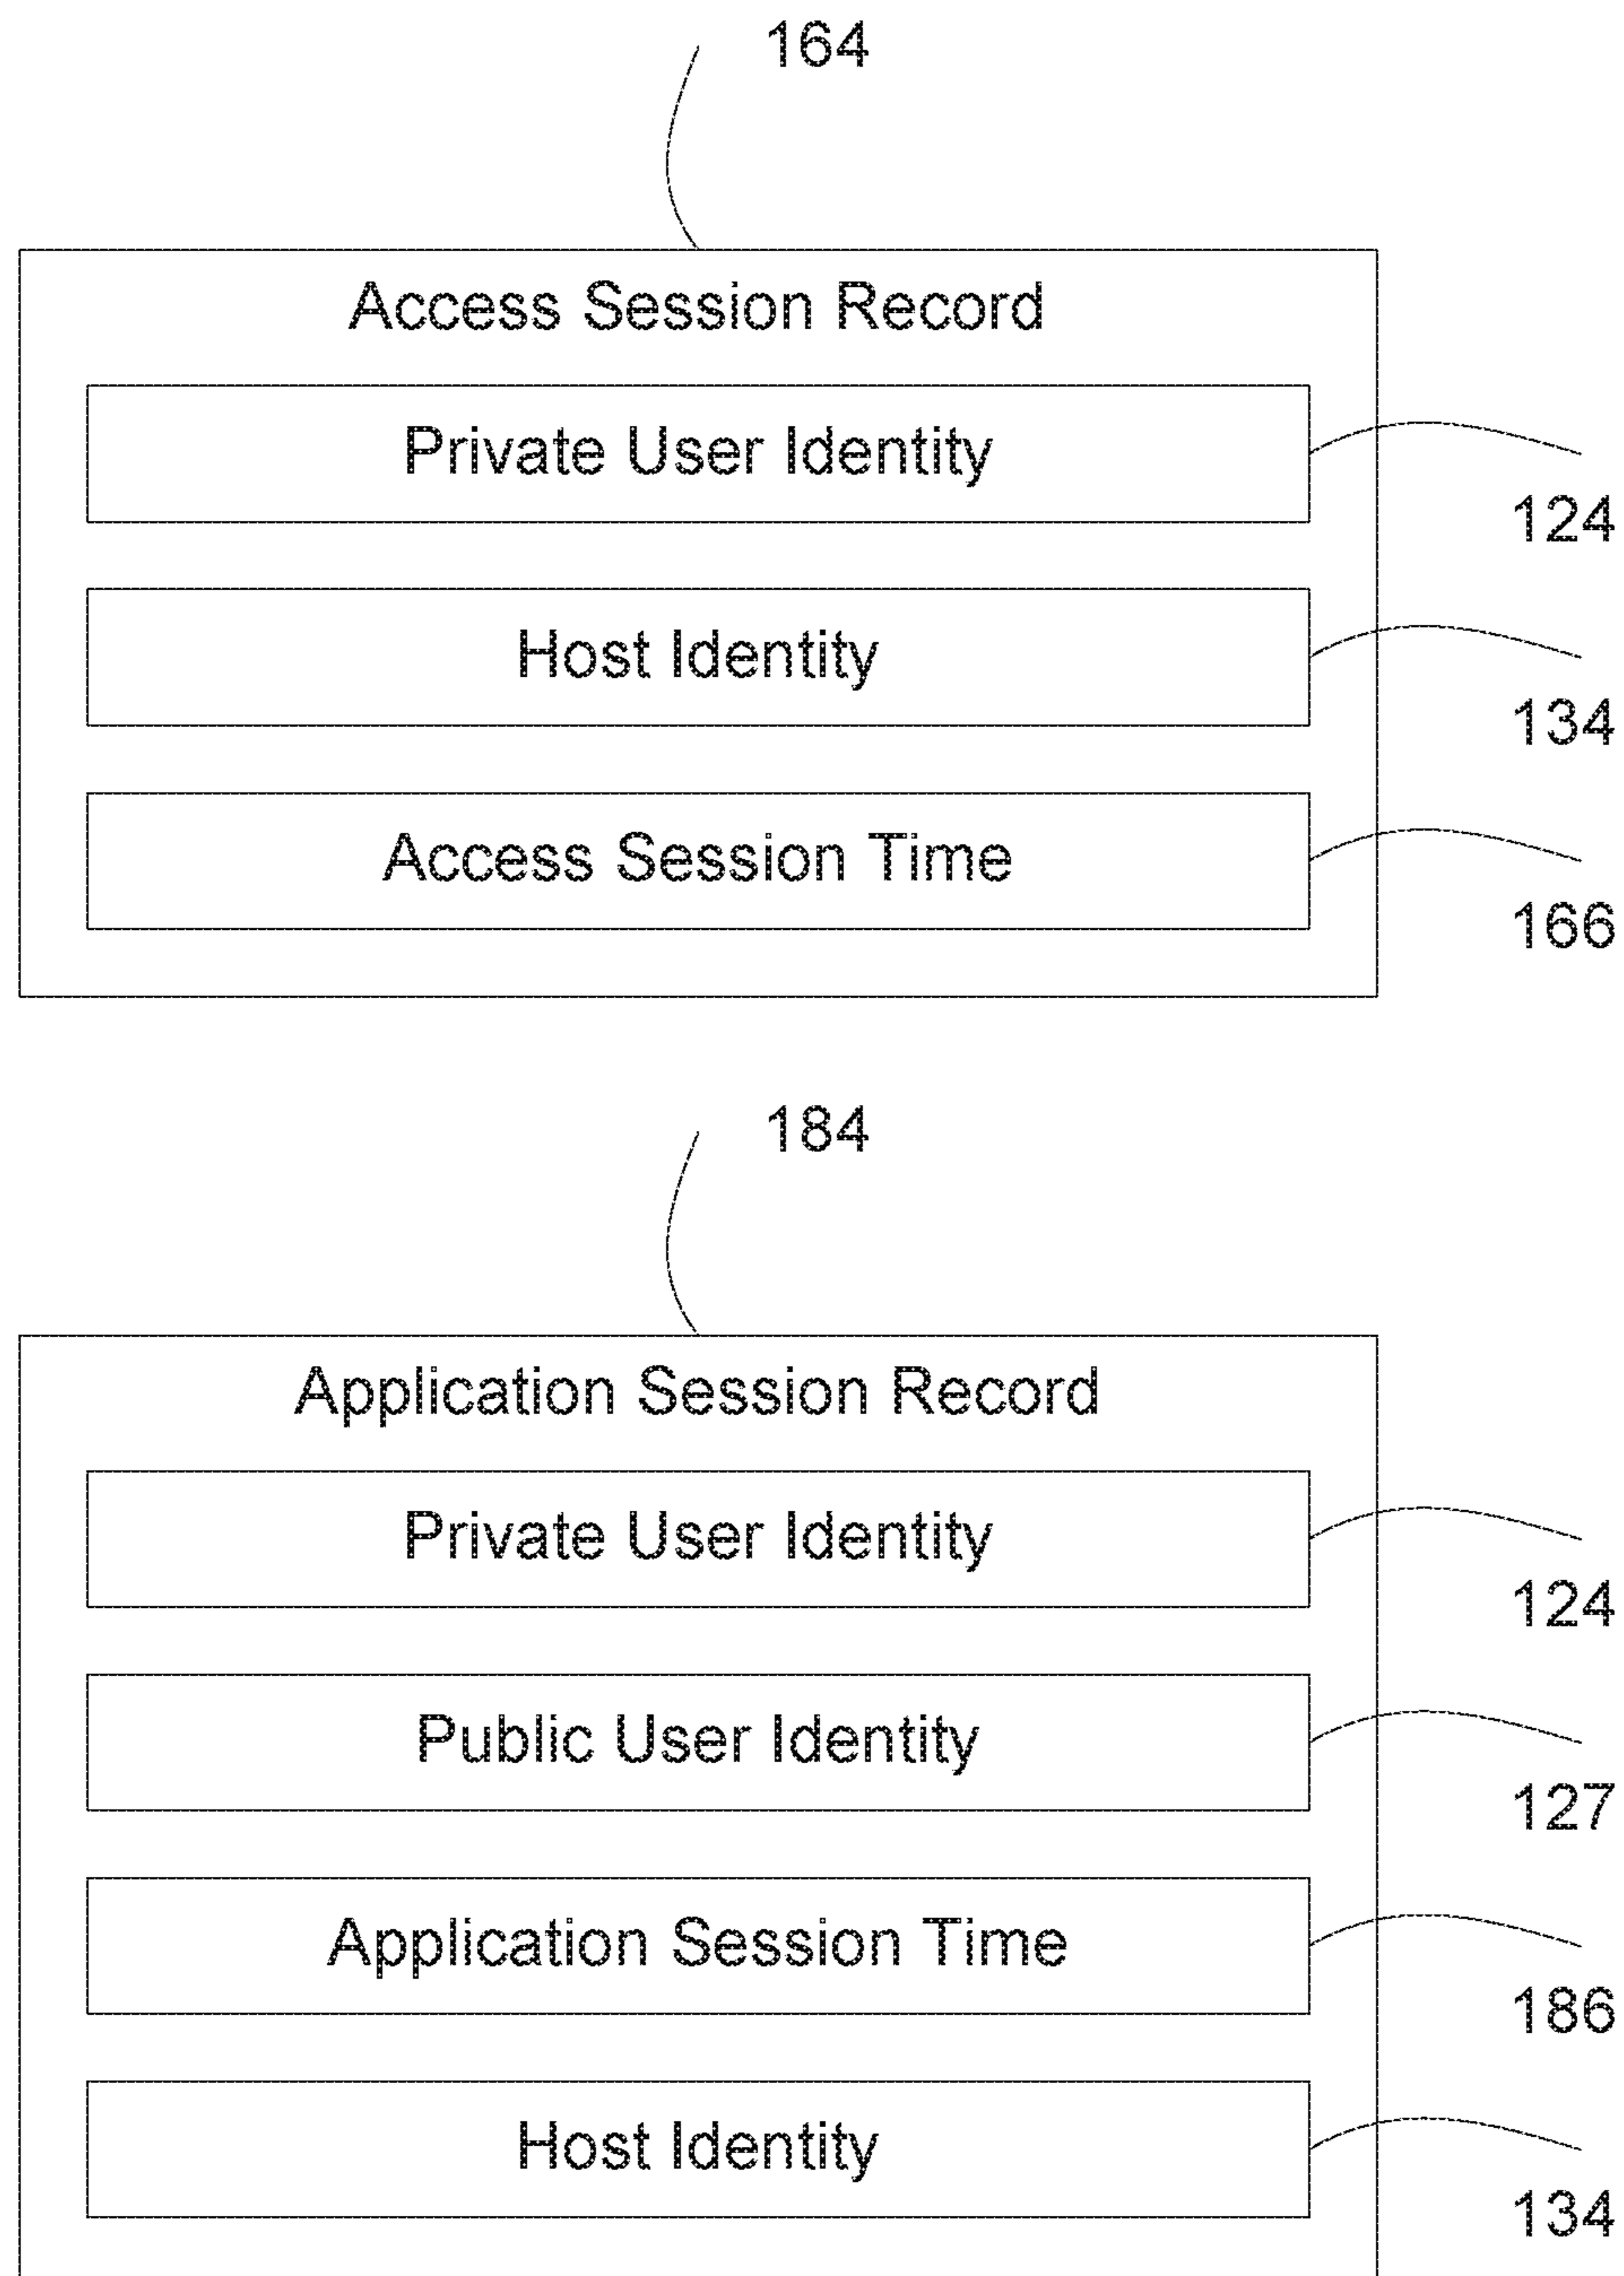 164
Access Session Record
Private User Identity
124
Host Identity
134
Access Session Time
166
184
Application Session Record
Private User Identity
124
Public User Identity
127
Application Session Time
186
Host Identity
134